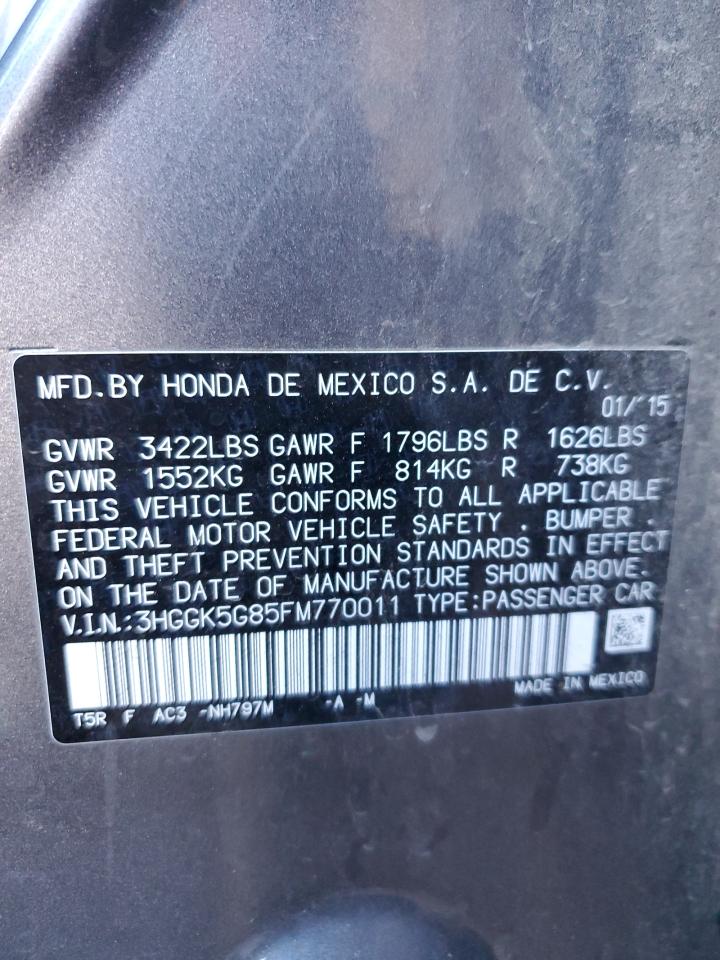 MFD.BY HONDA DE MEXICO S.A. DE C.V.
01/'15
GVWR 3422LBS GAWR F 1796LBS R 1626LBS
GVWR 1552KG GAWR F 814KG R 738KG
THIS VEHICLE CONFORMS TO ALL APPLICABLE
FEDERAL MOTOR VEHICLE SAFETY , BUMPER ,
AND THEFT PREVENTION STANDARDS IN EFFECT
ON THE DATE OF MANUFACTURE SHOWN ABOVE.
V.I.N.:3HGGK5G85FM770011 TYPE:PASSENGER CAR
MADE IN MEXICO
T5R F AC3 -NH797M -A -M